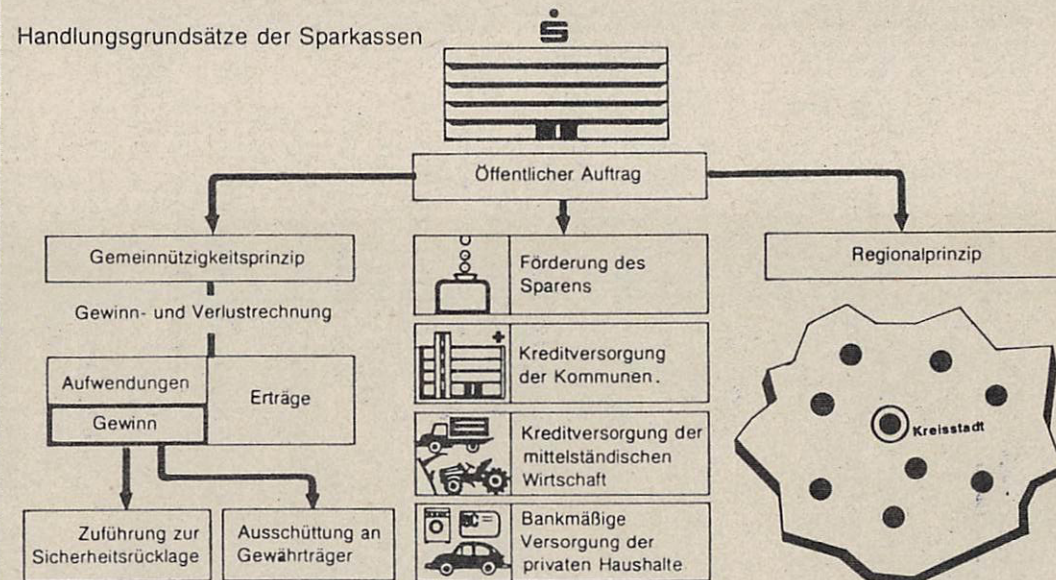 Handlungsgrundsätze der Sparkassen
Öffentlicher Auftrag
Gemeinnützigkeitsprinzip
Gewinn- und Verlustrechnung
Aufwendungen
Gewinn
Erträge
Zuführung zur
Sicherheitsrücklage
Ausschüttung an
Gewährträger
Förderung des
Sparens
Kreditversorgung
der Kommunen.
Kreditversorgung der
mittelständischen
Wirtschaft
Bankmäßige
Versorgung der
privaten Haushalte
Regionalprinzip
Kreisstadt